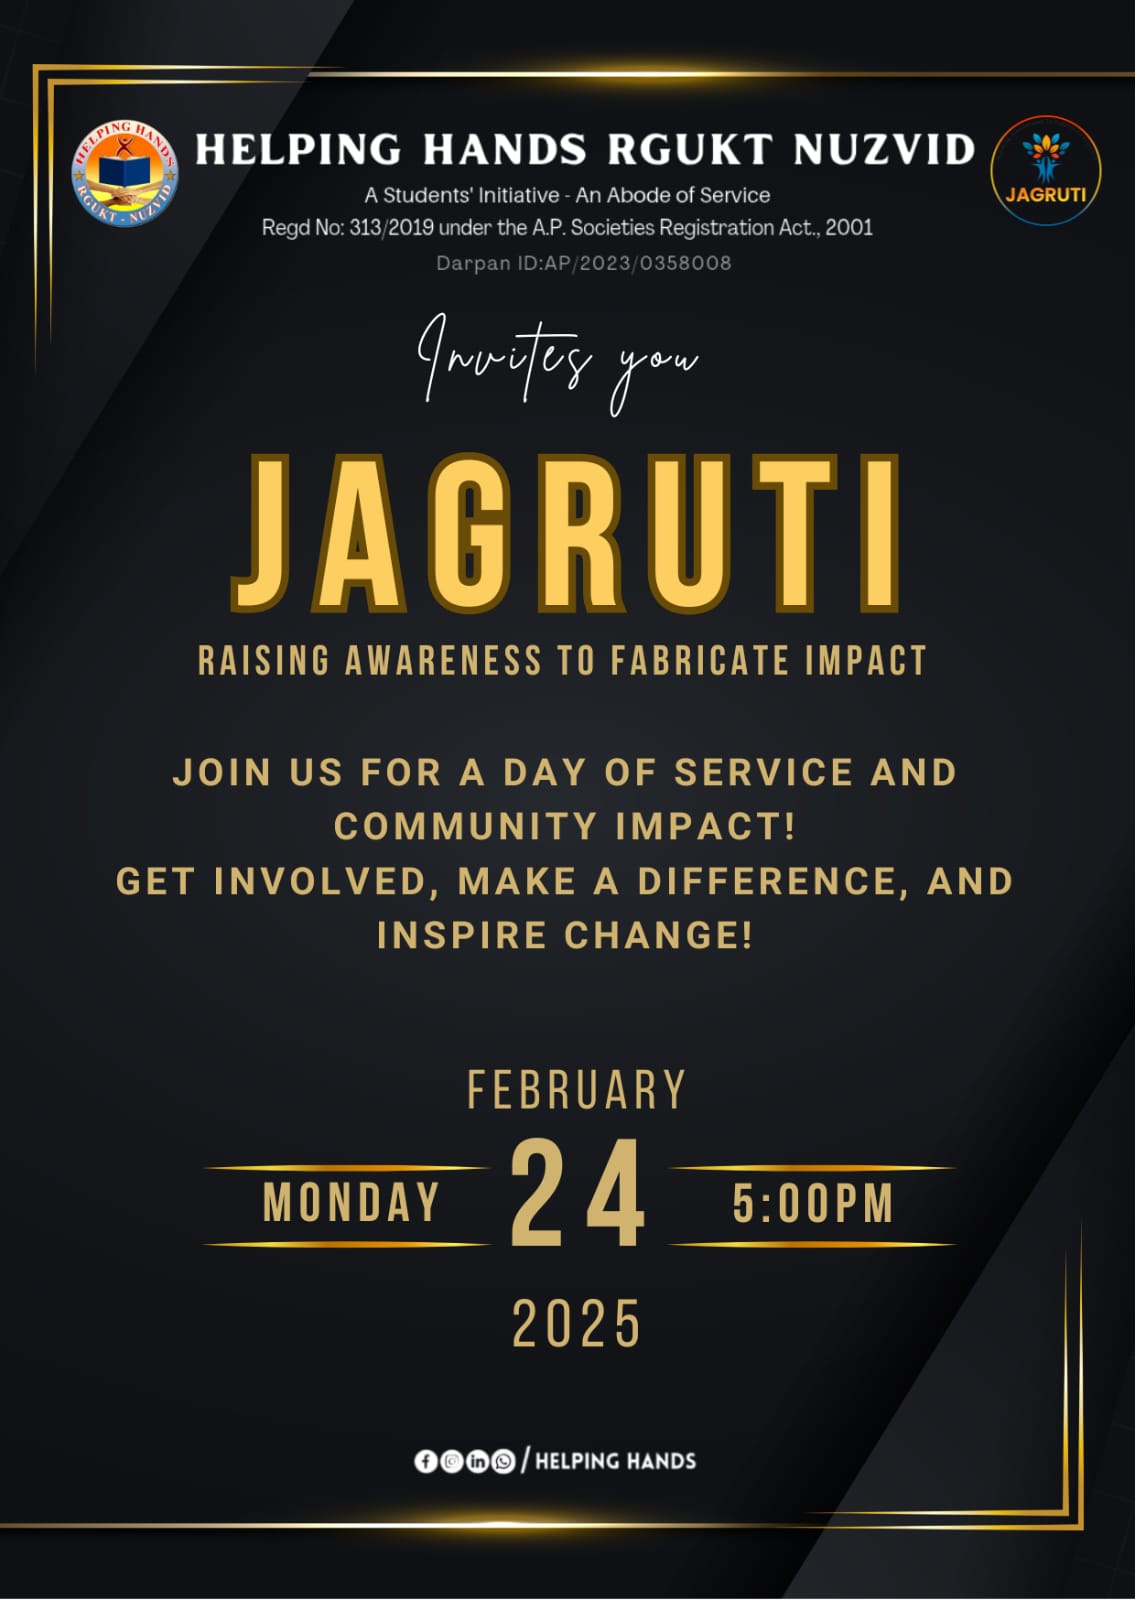 HELPING HANDS
RGUKT - NUZVID
HELPING HANDS RGUKT NUZVID
A Students' Initiative - An Abode of Service
Regd No: 313/2019 under the A.P. Societies Registration Act., 2001
Darpan ID:AP/2023/0358008
JAGRUTI
Invites you
JAGRUTI
RAISING AWARENESS TO FABRICATE IMPACT
JOIN US FOR A DAY OF SERVICE AND
COMMUNITY IMPACT!
GET INVOLVED, MAKE A DIFFERENCE, AND
INSPIRE CHANGE!
FEBRUARY
MONDAY 24 5:00PM
2025
/ HELPING HANDS